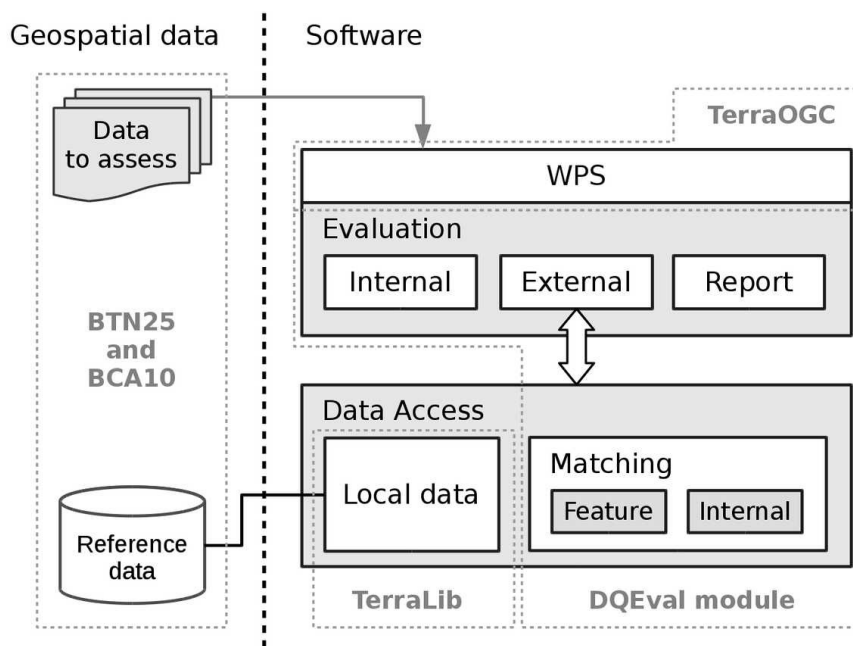 Geospatial data
Software
Data
to assess
TerraOGC
WPS
Evaluation
Internal
External
Report
BTN25
and
BCA10
Data Access
Local data
Matching
Feature
Internal
Reference
data
TerraLib
DQEval module